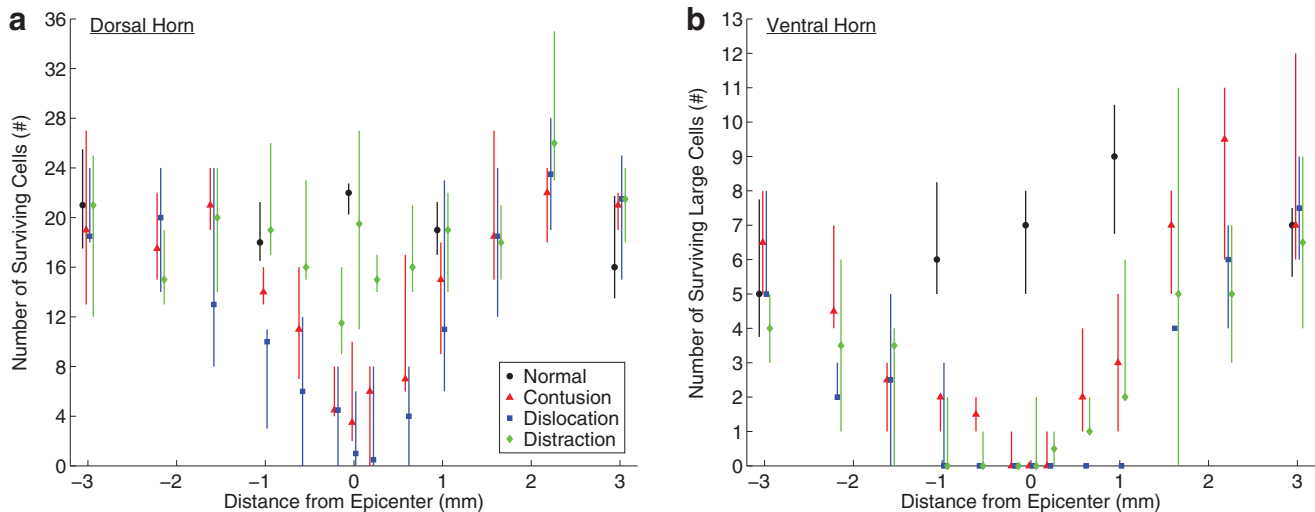 a Dorsal Horn
Number of Surviving Cells (#)
36
32
28
24
20
16
12
8
4
0
−3 −2 −1 0 1 2 3
Distance from Epicenter (mm)
Normal
Contusion
Dislocation
Distraction
b Ventral Horn
Number of Surviving Large Cells (#)
13
12
11
10
9
8
7
6
5
4
3
2
1
0
−3 −2 −1 0 1 2 3
Distance from Epicenter (mm)